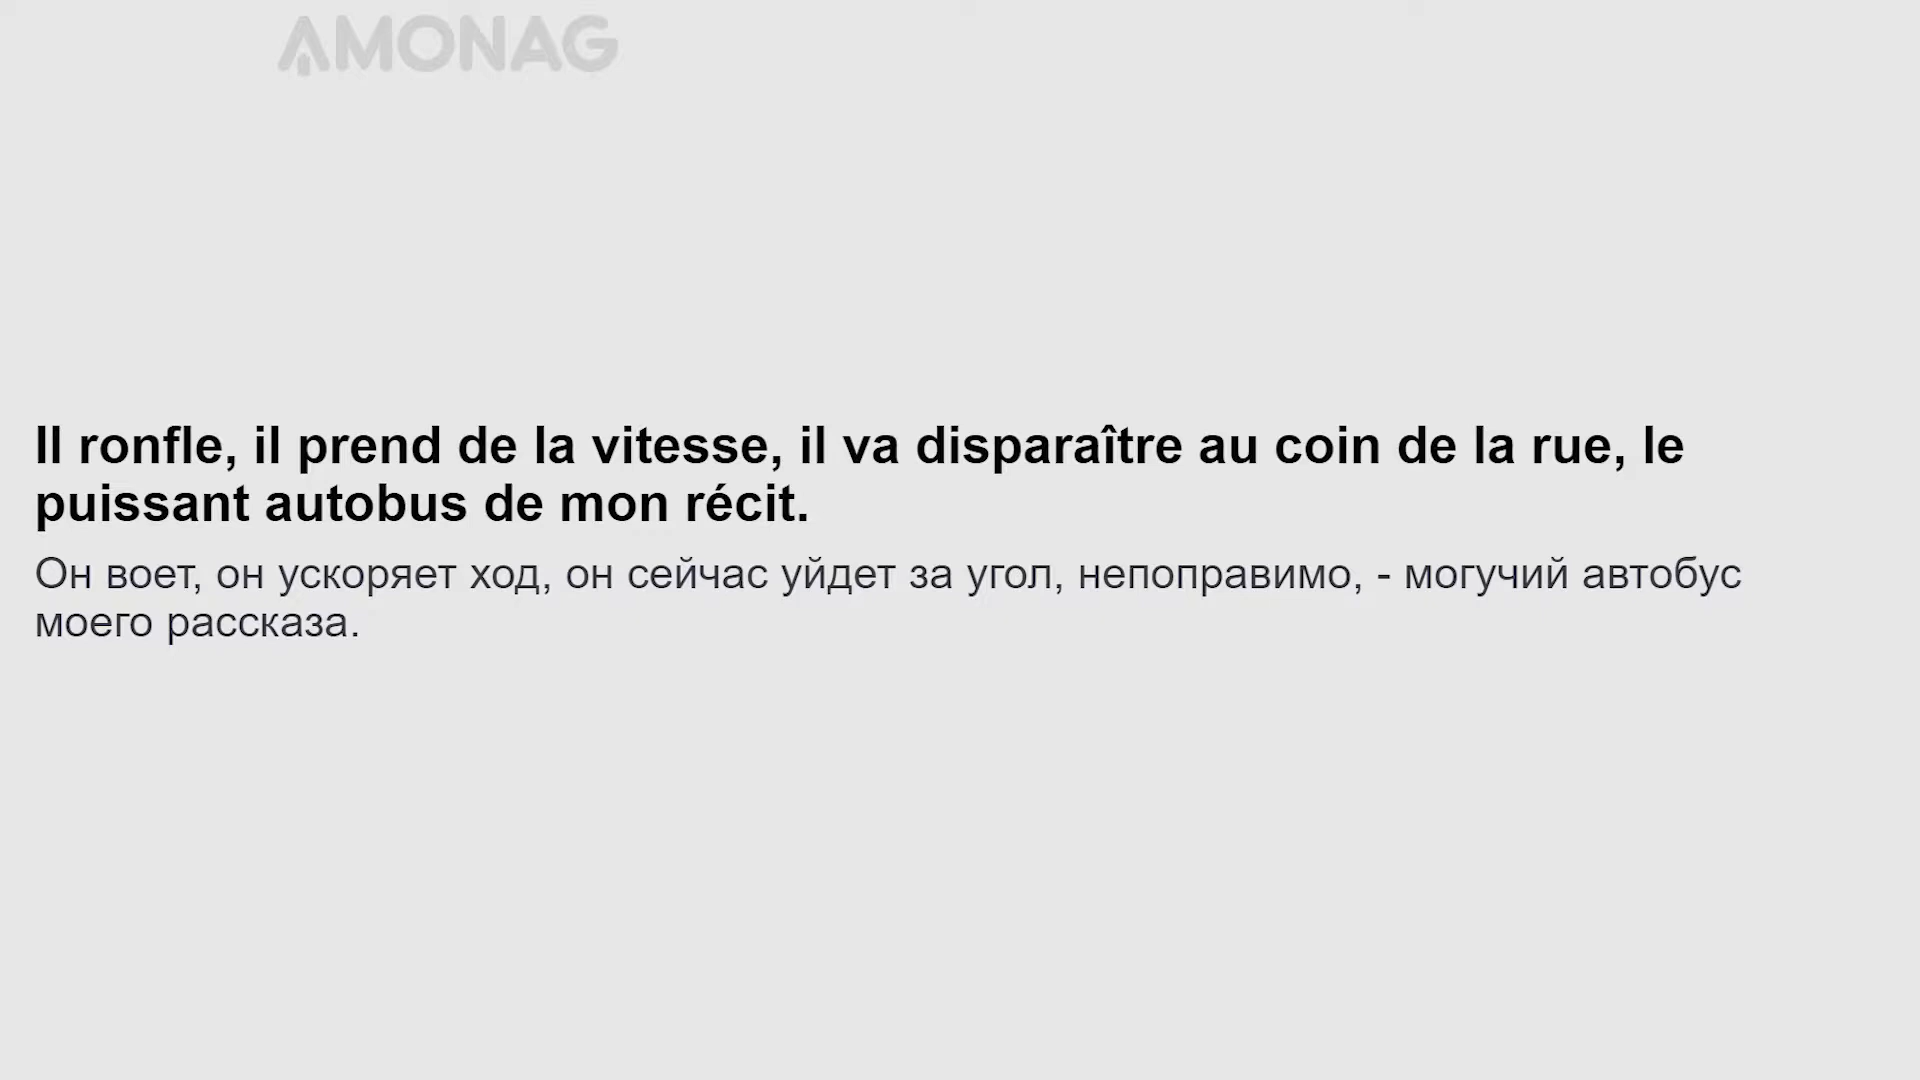 AMONAG
Il ronfle, il prend de la vitesse, il va disparaître au coin de la rue, le
puissant autobus de mon récit.
Он воет, он ускоряет ход, он сейчас уйдет за угол, непоправимо, - могучий автобус
моего рассказа.